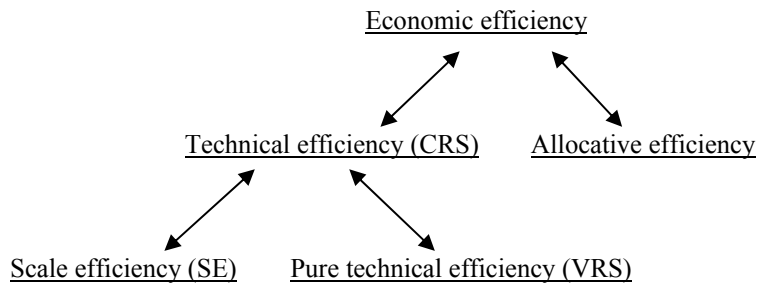 Economic efficiency
Technical efficiency (CRS)
Allocative efficiency
Scale efficiency (SE)
Pure technical efficiency (VRS)